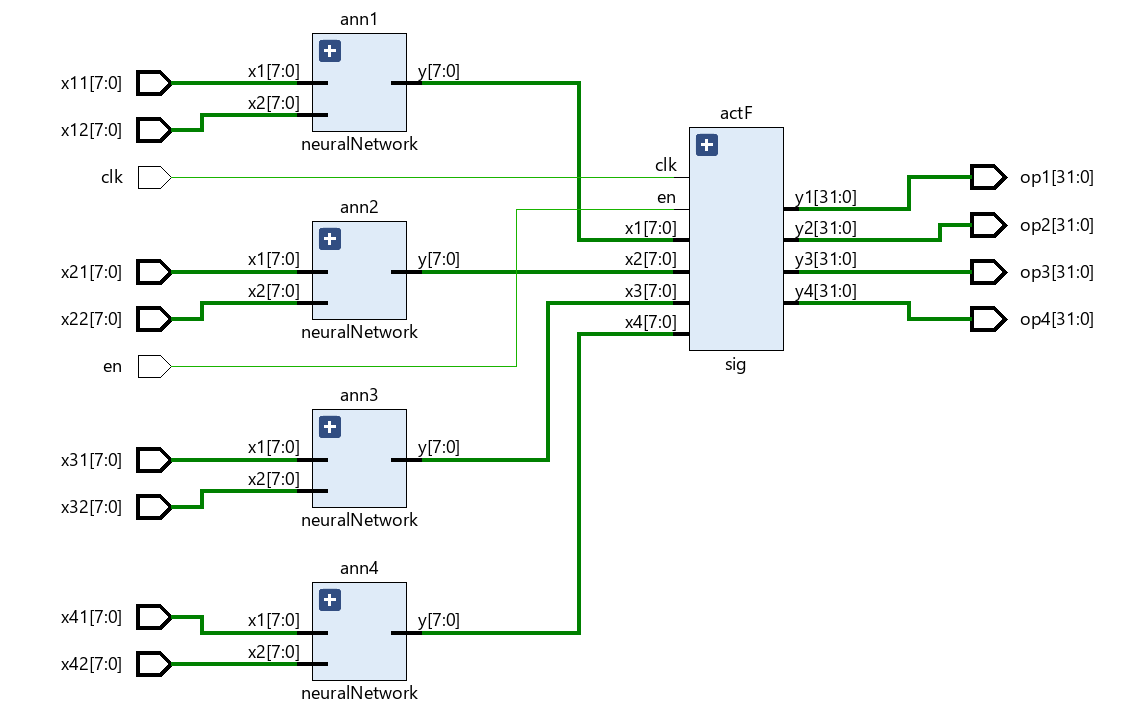 ann1
x11[7:0]
x1[7:0]
y[7:0]
x2[7:0]
x12[7:0]
neuralNetwork
actF
clk
clk
en
ann2
x21[7:0]
x1[7:0]
y[7:0]
x2[7:0]
x22[7:0]
neuralNetwork
en
x1[7:0]
x2[7:0]
x3[7:0]
x4[7:0]
y1[31:0]
y2[31:0]
y3[31:0]
y4[31:0]
sig
op1[31:0]
op2[31:0]
op3[31:0]
op4[31:0]
ann3
x31[7:0]
x1[7:0]
y[7:0]
x2[7:0]
x32[7:0]
neuralNetwork
ann4
x41[7:0]
x1[7:0]
y[7:0]
x2[7:0]
x42[7:0]
neuralNetwork